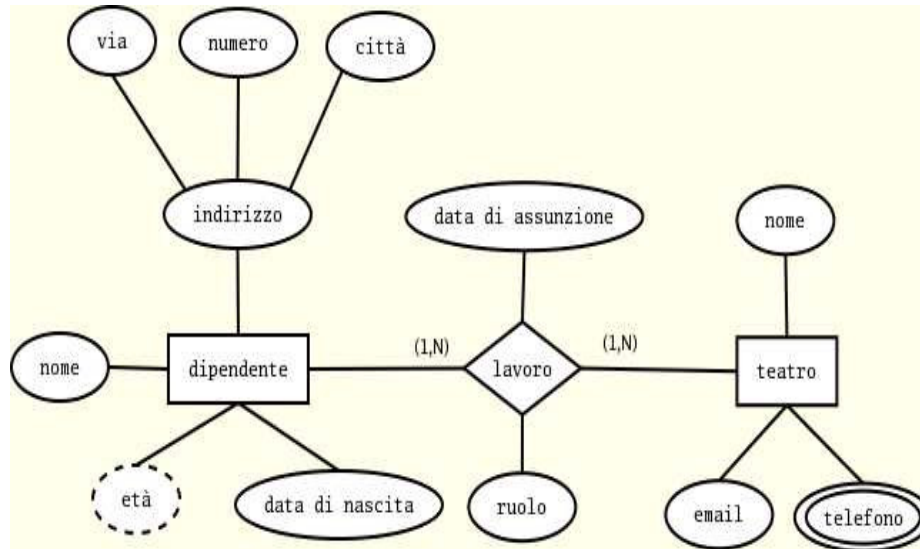 via
numero
città
indirizzo
data di assunzione
nome
nome
dipendente
(1,N)
lavoro
(1,N)
teatro
età
data di nascita
ruolo
email
telefono